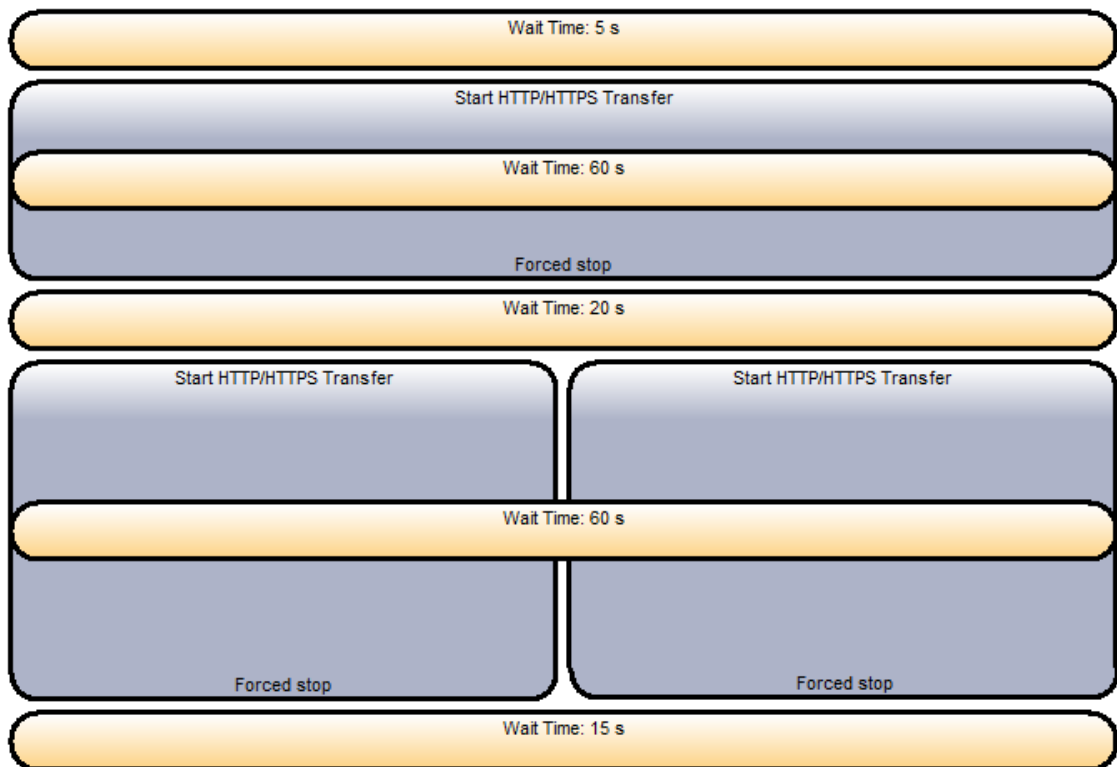 Wait Time: 5 s
Start HTTP/HTTPS Transfer
Wait Time: 60 s
Forced stop
Wait Time: 20 s
Start HTTP/HTTPS Transfer
Start HTTP/HTTPS Transfer
Wait Time: 60 s
Forced stop
Forced stop
Wait Time: 15 s